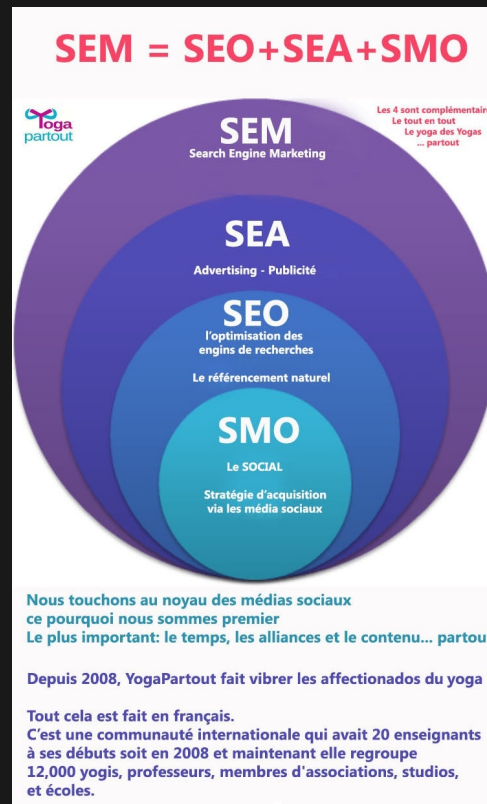 SEM = SEO+SEA+SMO
Yoga
partout
Les 4 sont complémentaire
Le tout en tout
Le yoga des Yogas
... partout
SEM
Search Engine Marketing
SEA
Advertising - Publicité
SEO
l'optimisation des
engins de recherches
Le référencement naturel
SMO
Le SOCIAL
Stratégie d'acquisition
via les média sociaux
Nous touchons au noyau des médias sociaux
ce pourquoi nous sommes premier
Le plus important: le temps, les alliances et le contenu... partou
Depuis 2008, YogaPartout fait vibrer les affectionados du yoga
Tout cela est fait en français.
C'est une communauté internationale qui avait 20 enseignants
à ses débuts soit en 2008 et maintenant elle regroupe
12,000 yogis, professeurs, membres d'associations, studios,
et écoles.